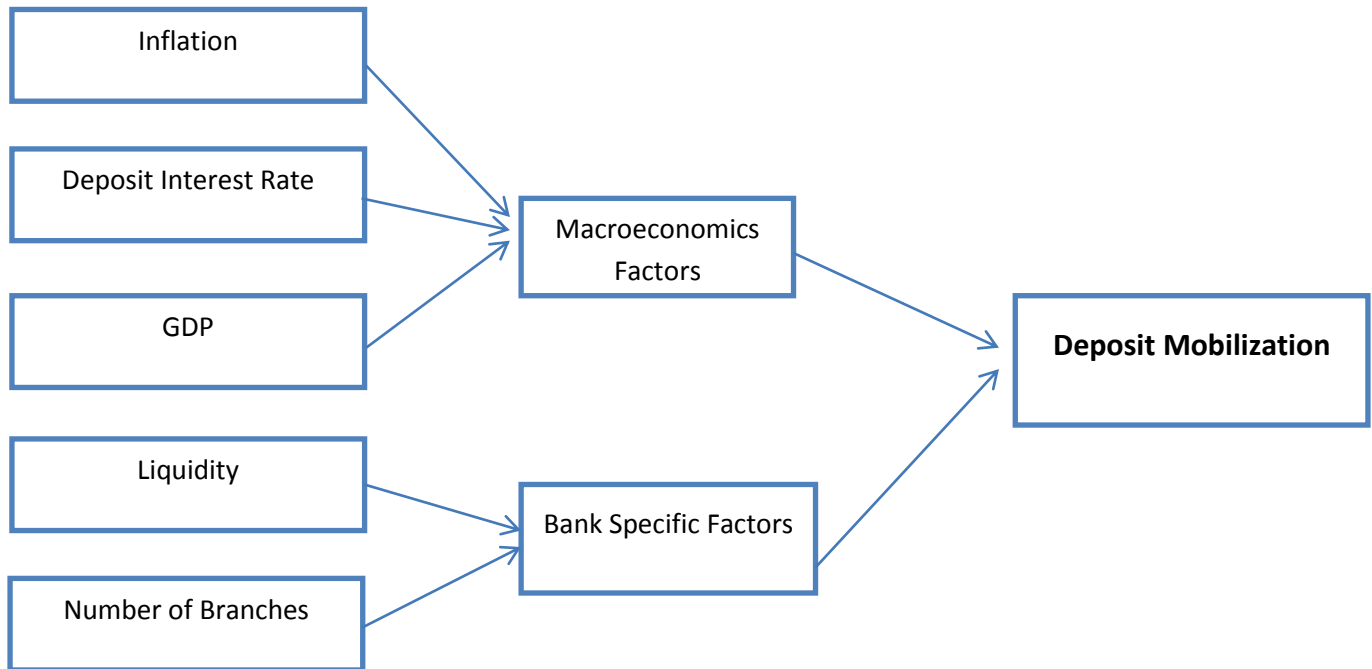 Inflation
Deposit Interest Rate
GDP
Liquidity
Number of Branches
Macroeconomics
Factors
Bank Specific Factors
Deposit Mobilization